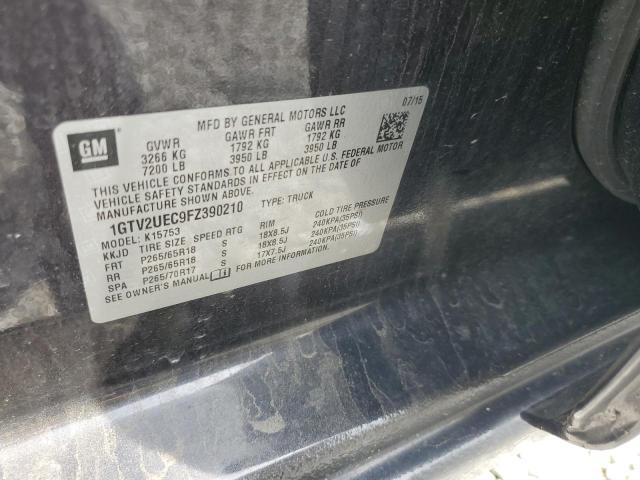 07/15
MFD BY GENERAL MOTORS LLC
GM
GVWR GAWR FRT GAWR RR
3266 KG 1792 KG 1792 KG
7200 LB 3950 LB 3950 LB
THIS VEHICLE CONFORMS TO ALL APPLICABLE U.S. FEDERAL MOTOR
VEHICLE SAFETY STANDARDS IN EFFECT ON THE DATE OF
MANUFACTURE SHOWN ABOVE.
1GTV2UEC9FZ390210 TYPE: TRUCK
MODEL: K15753
KKJD TIRE SIZE SPEED RTG RIM COLD TIRE PRESSURE
FRT P265/65R18 S 18X8.5J 240KPA(35PSI)
RR P265/65R18 S 18X8.5J 240KPA(35PSI)
SPA P265/70R17 S 17X7.5J 240KPA(35PSI)
SEE OWNER'S MANUAL FOR MORE INFORMATION.